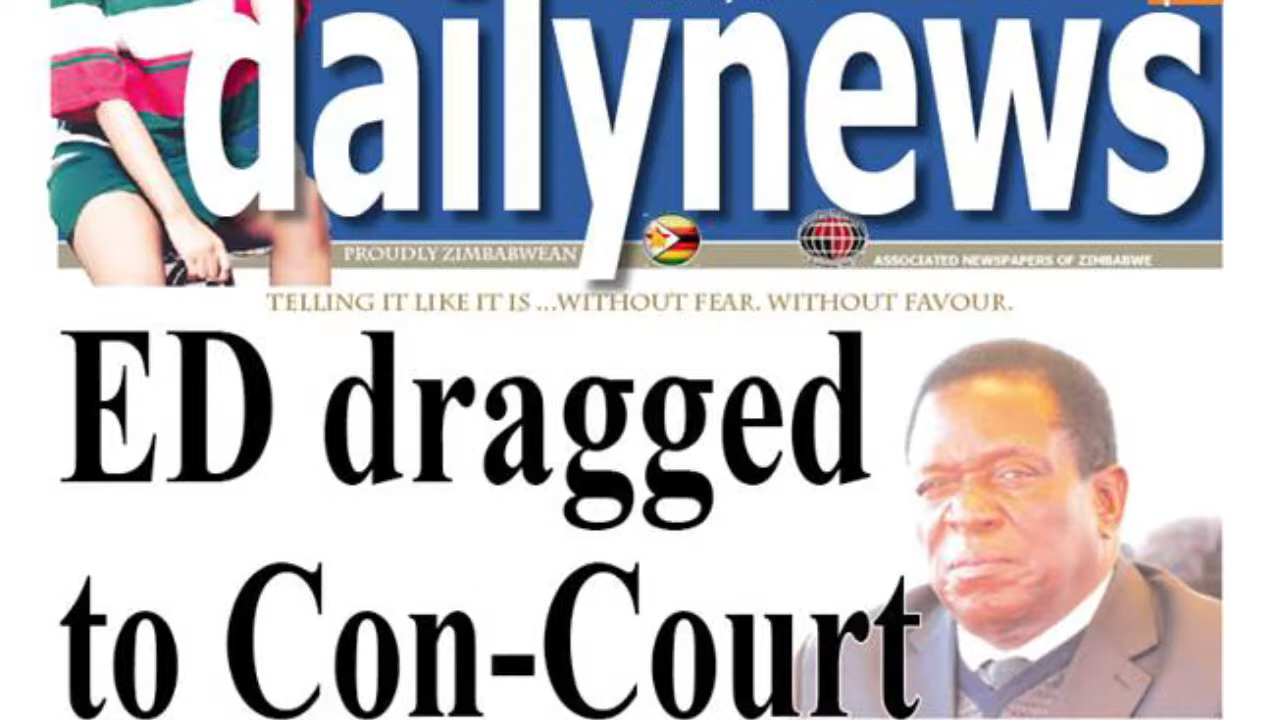 dailynews
PROUDLY ZIMBABWEAN
ASSOCIATED NEWSPAPERS OF ZIMBABWE
TELLING IT LIKE IT IS ...WITHOUT FEAR. WITHOUT FAVOUR.
ED dragged
to Con-Court